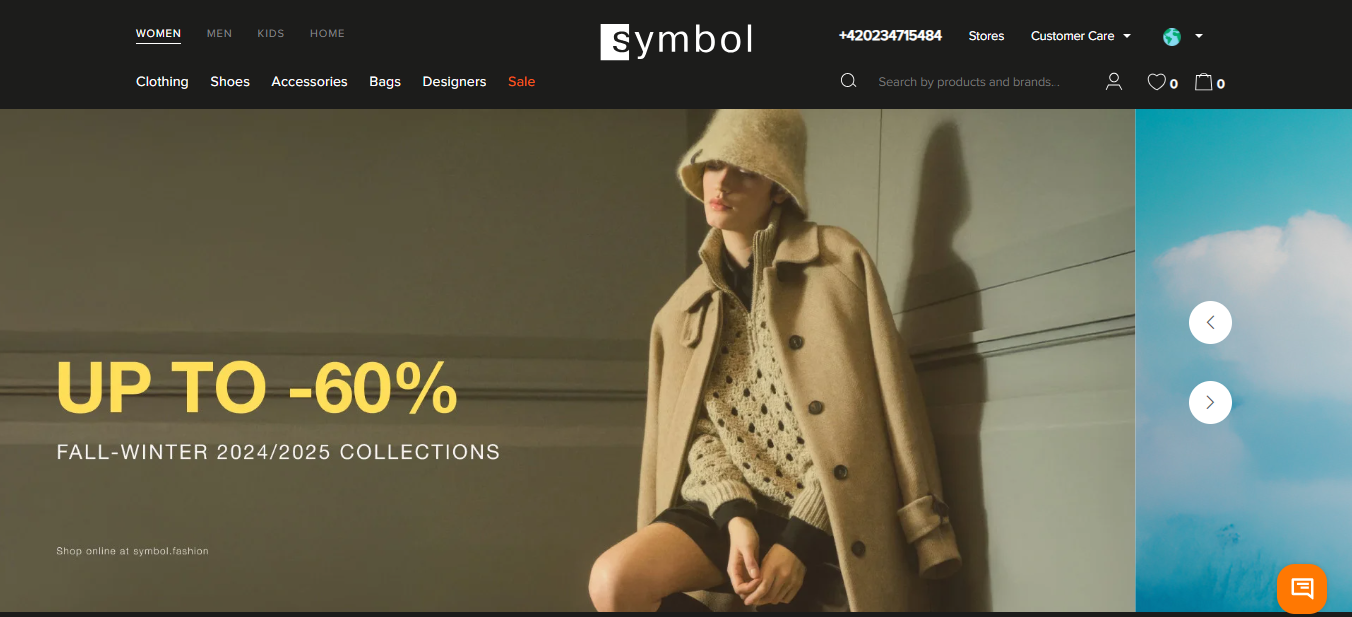 WOMEN MEN KIDS HOME
symbol
+420234715484 Stores Customer Care
Clothing Shoes Accessories Bags Designers Sale
Search by products and brands. .
0 0
UP TO -60%
FALL-WINTER 2024/2025 COLLECTIONS
Shop online at symbol.fashion